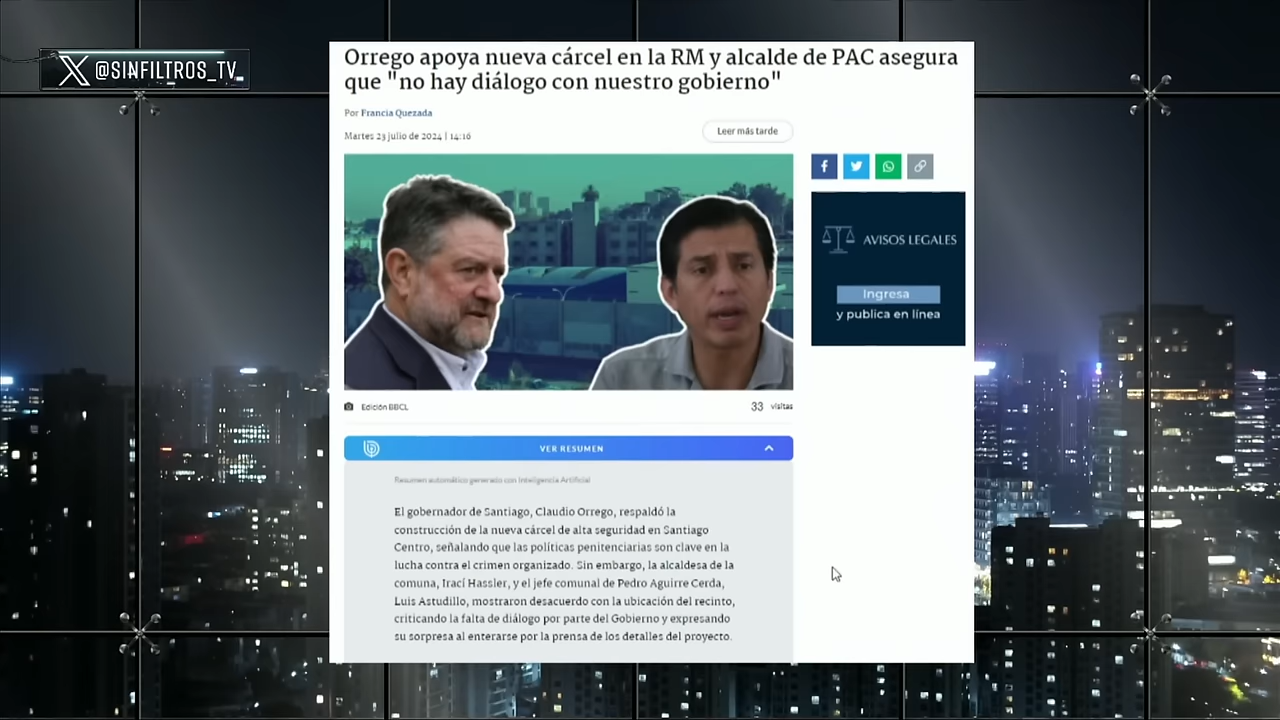 @SINFILTROS_TV
Orrego apoya nueva cárcel en la RM y alcalde de PAC asegura
que "no hay diálogo con nuestro gobierno"
Por Francia Quezada
Martes 23 julio de 2024 | 14:16
Leer más tarde
AVISOS LEGALES
Ingresa
y publica en línea
Edición BBCL
33 visitas
VER RESUMEN
Resumen automático generado con Inteligencia Artificial
El gobernador de Santiago, Claudio Orrego, respaldó la
construcción de la nueva cárcel de alta seguridad en Santiago
Centro, señalando que las políticas penitenciarias son clave en la
lucha contra el crimen organizado. Sin embargo, la alcaldesa de la
comuna, Irací Hassler, y el jefe comunal de Pedro Aguirre Cerda,
Luis Astudillo, mostraron desacuerdo con la ubicación del recinto,
criticando la falta de diálogo por parte del Gobierno y expresando
su sorpresa al enterarse por la prensa de los detalles del proyecto.